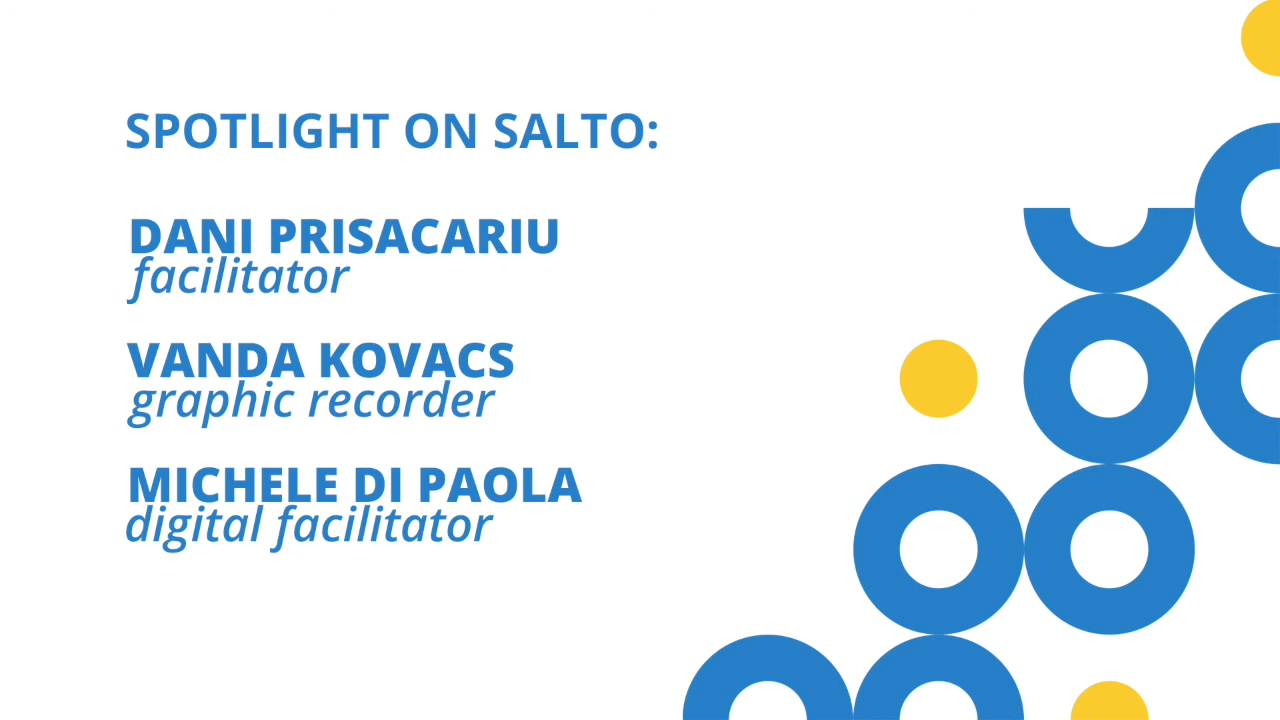 SPOTLIGHT ON SALTO:
DANI PRISACARIU
facilitator
VANDA KOVACS
graphic recorder
MICHELE DI PAOLA
digital facilitator